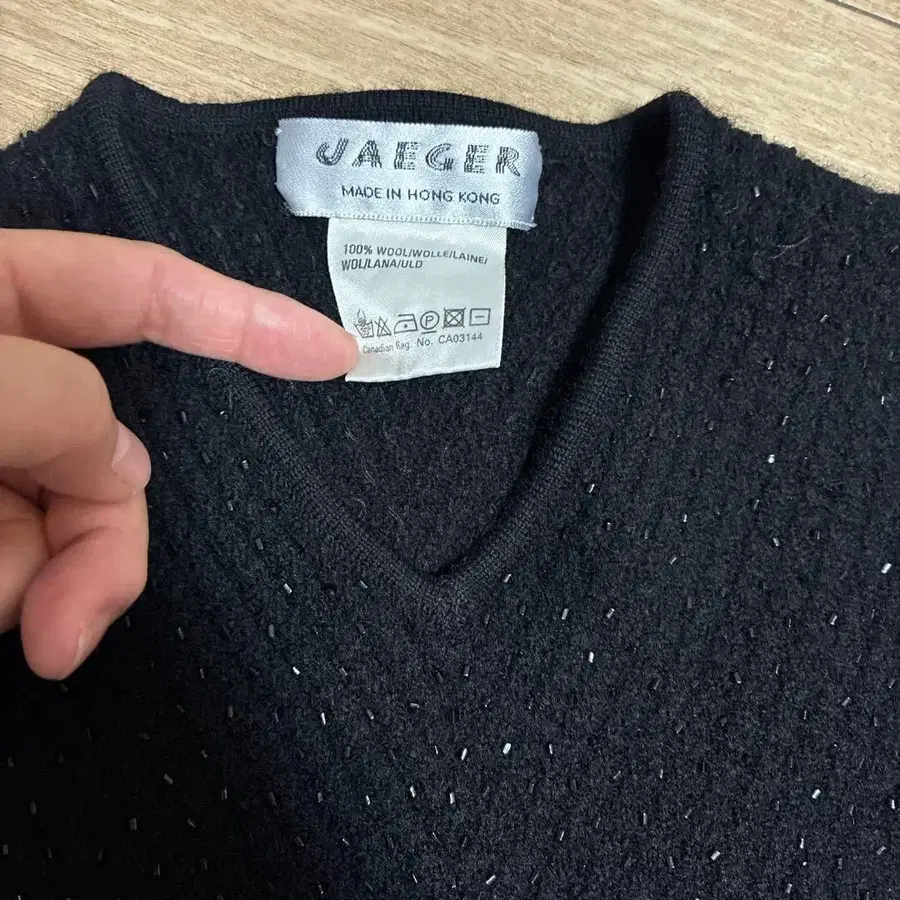 JAEGER
MADE IN HONG KONG
100% WOOL/WOLLE/LAINE/
WOL/LANA/ULD
Canadian Reg. No. CA03144